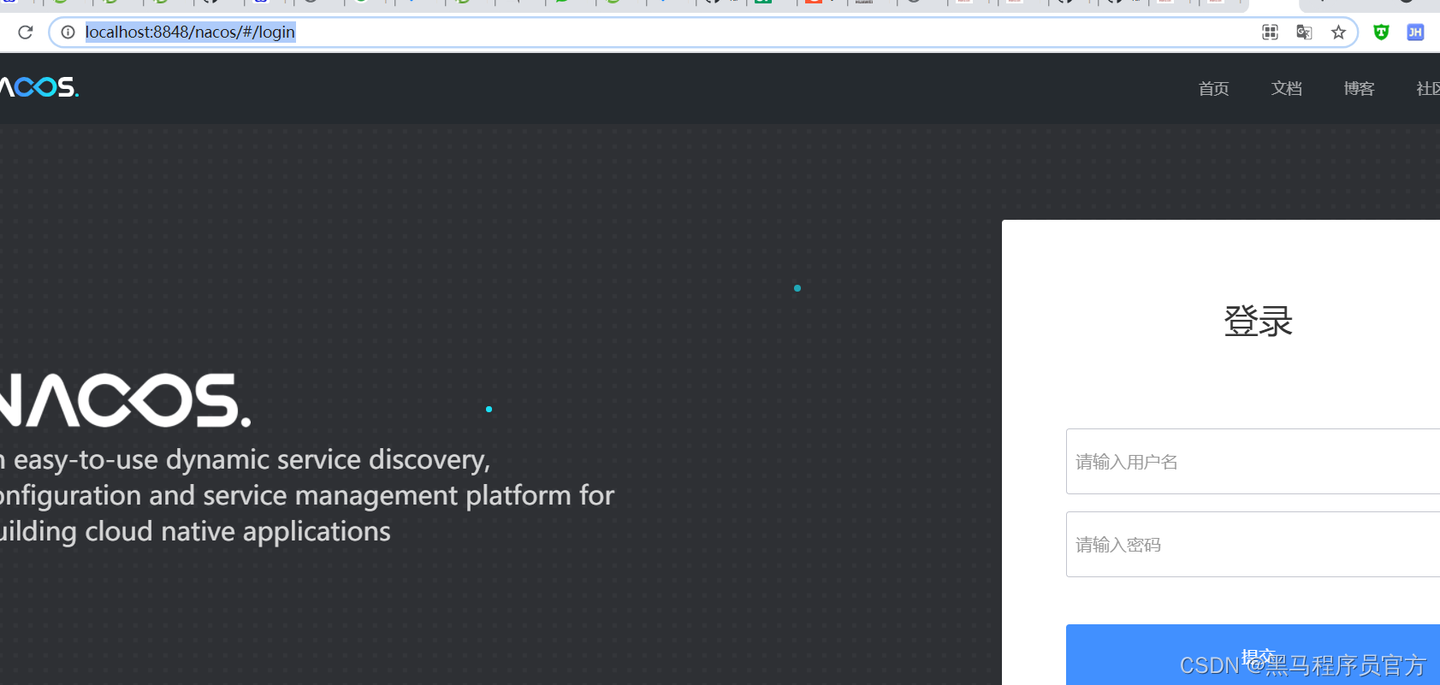 localhost:8848/nacos/#/login
JH
ACOS.
首页 文档 博客 社区
登录
NACOS.
easy-to-use dynamic service discovery,
onfiguration and service management platform for
uilding cloud native applications
请输入用户名
请输入密码
提交
CSDN @黑马程序员官方